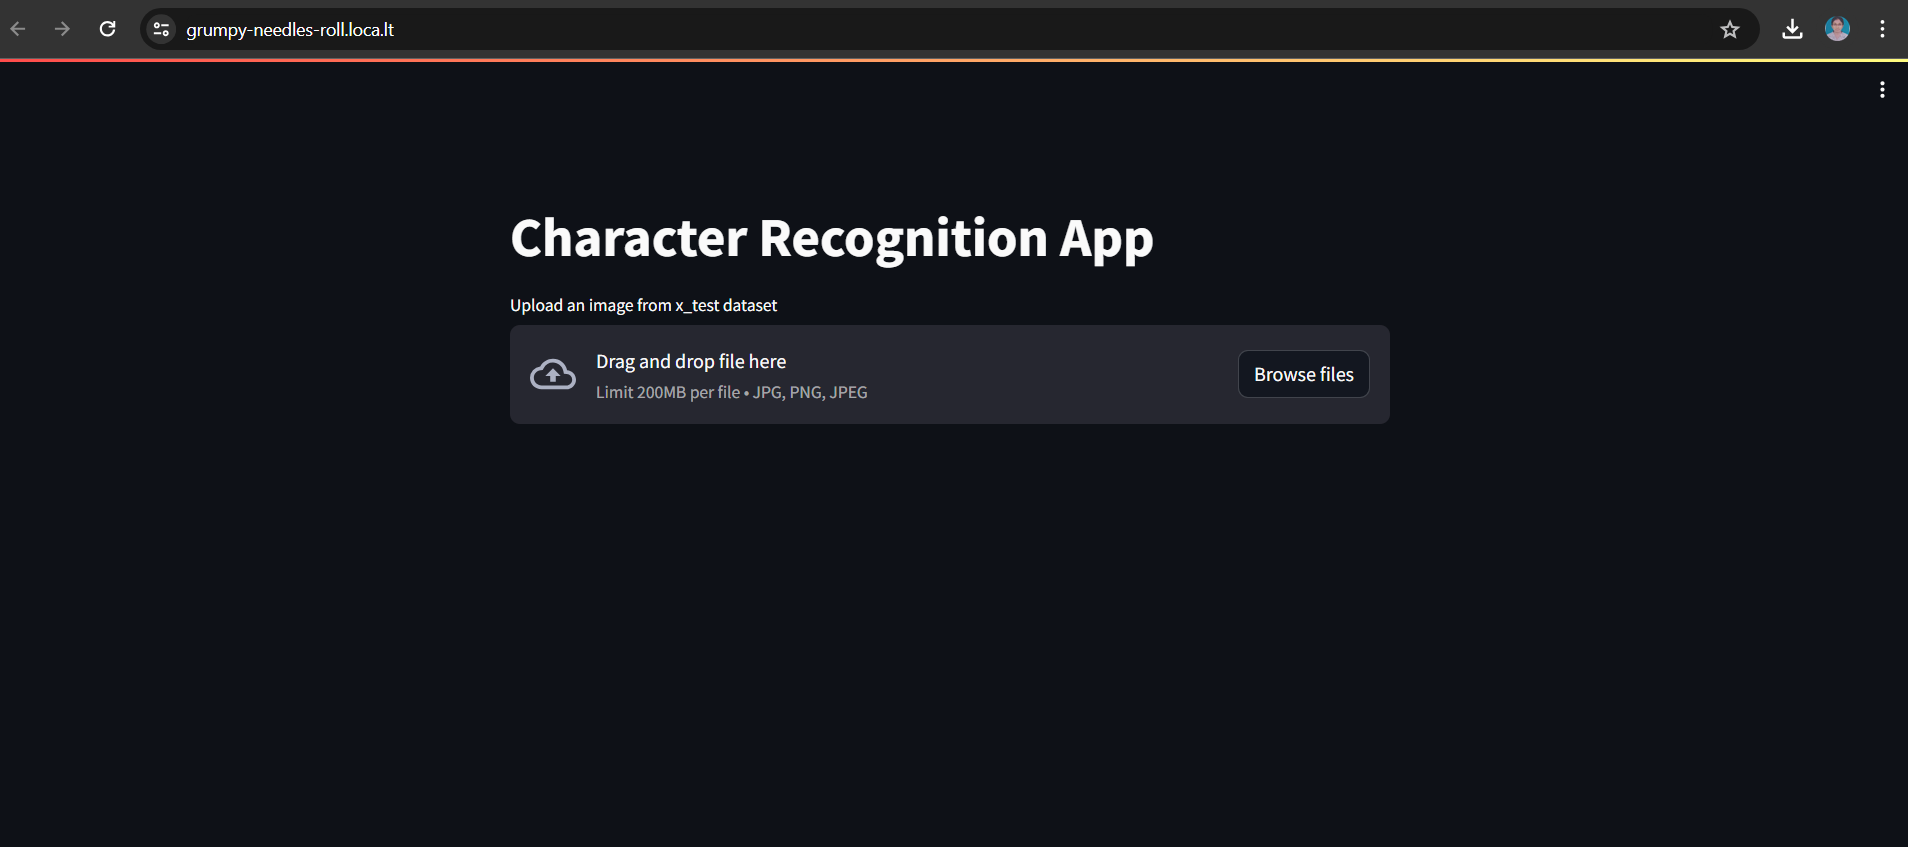 grumpy-needles-roll.loca.lt
Character Recognition App
Upload an image from x_test dataset
Drag and drop file here
Limit 200MB per file • JPG, PNG, JPEG
Browse files